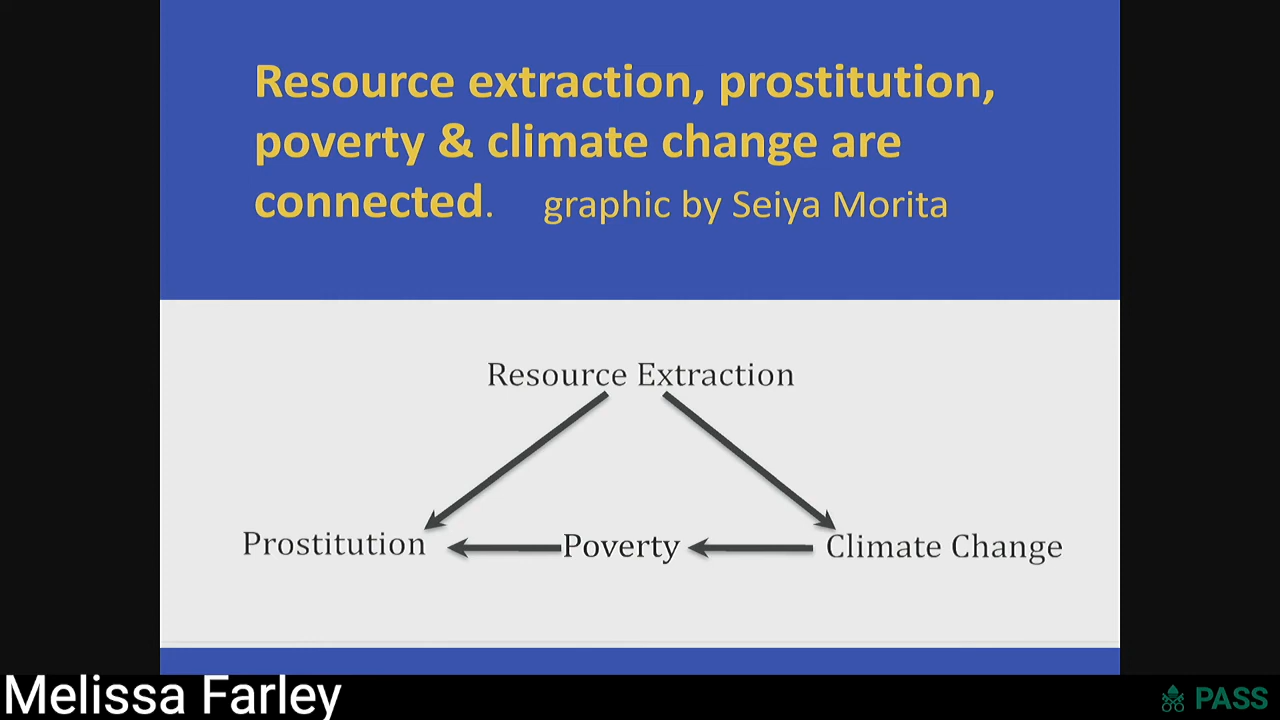 Resource extraction, prostitution,
poverty & climate change are
connected. graphic by Seiya Morita
Resource Extraction
Prostitution Poverty Climate Change
Melissa Farley
PASS